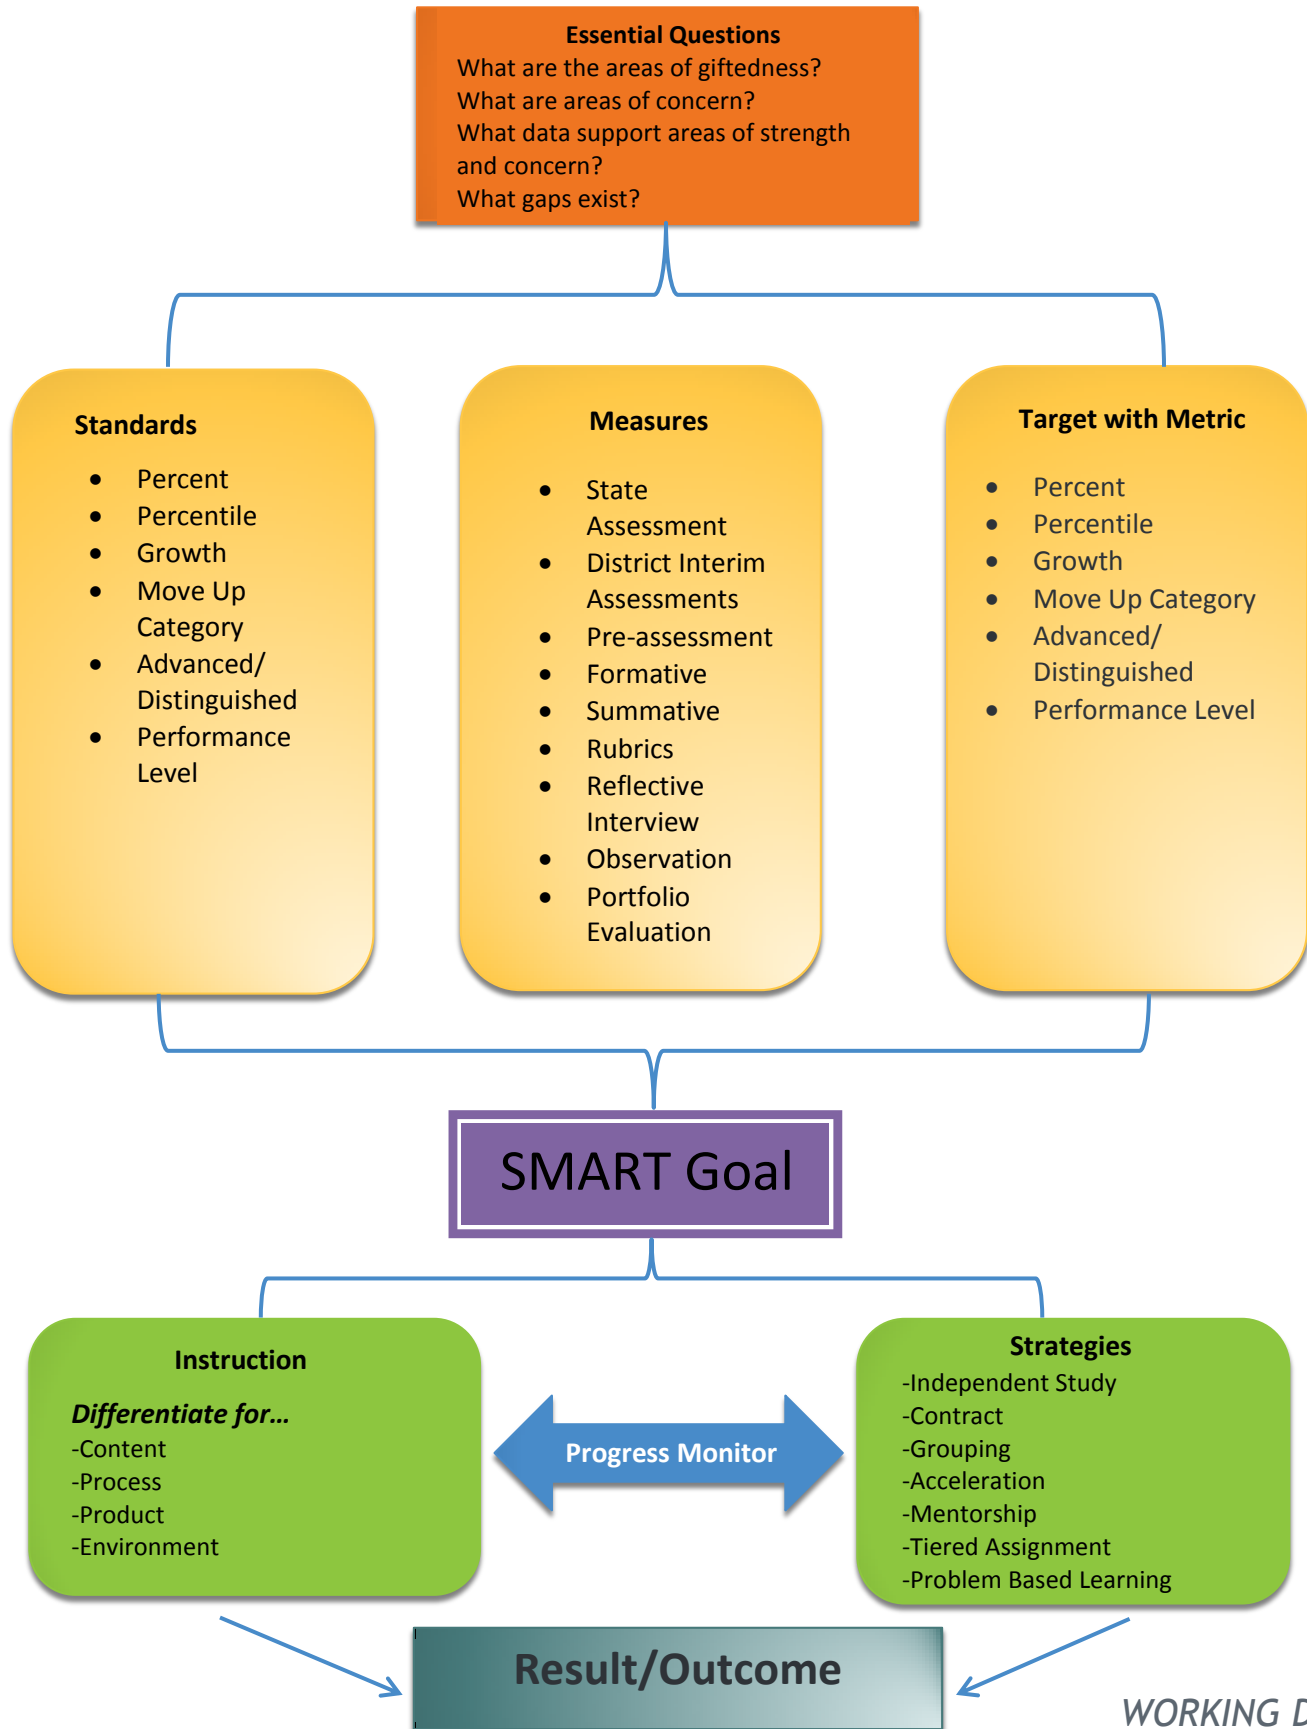 Essential Questions
What are the areas of giftedness?
What are areas of concern?
What data support areas of strength
and concern?
What gaps exist?
Standards
• Percent
• Percentile
• Growth
• Move Up
Category
• Advanced/
Distinguished
• Performance
Level
Measures
• State
Assessment
• District Interim
Assessments
• Pre-assessment
• Formative
• Summative
• Rubrics
• Reflective
Interview
• Observation
• Portfolio
Evaluation
Target with Metric
• Percent
• Percentile
• Growth
• Move Up Category
• Advanced/
Distinguished
• Performance Level
SMART Goal
Instruction
Differentiate for...
-Content
-Process
-Product
-Environment
Progress Monitor
Strategies
-Independent Study
-Contract
-Grouping
-Acceleration
-Mentorship
-Tiered Assignment
-Problem Based Learning
Result/Outcome
WORKING